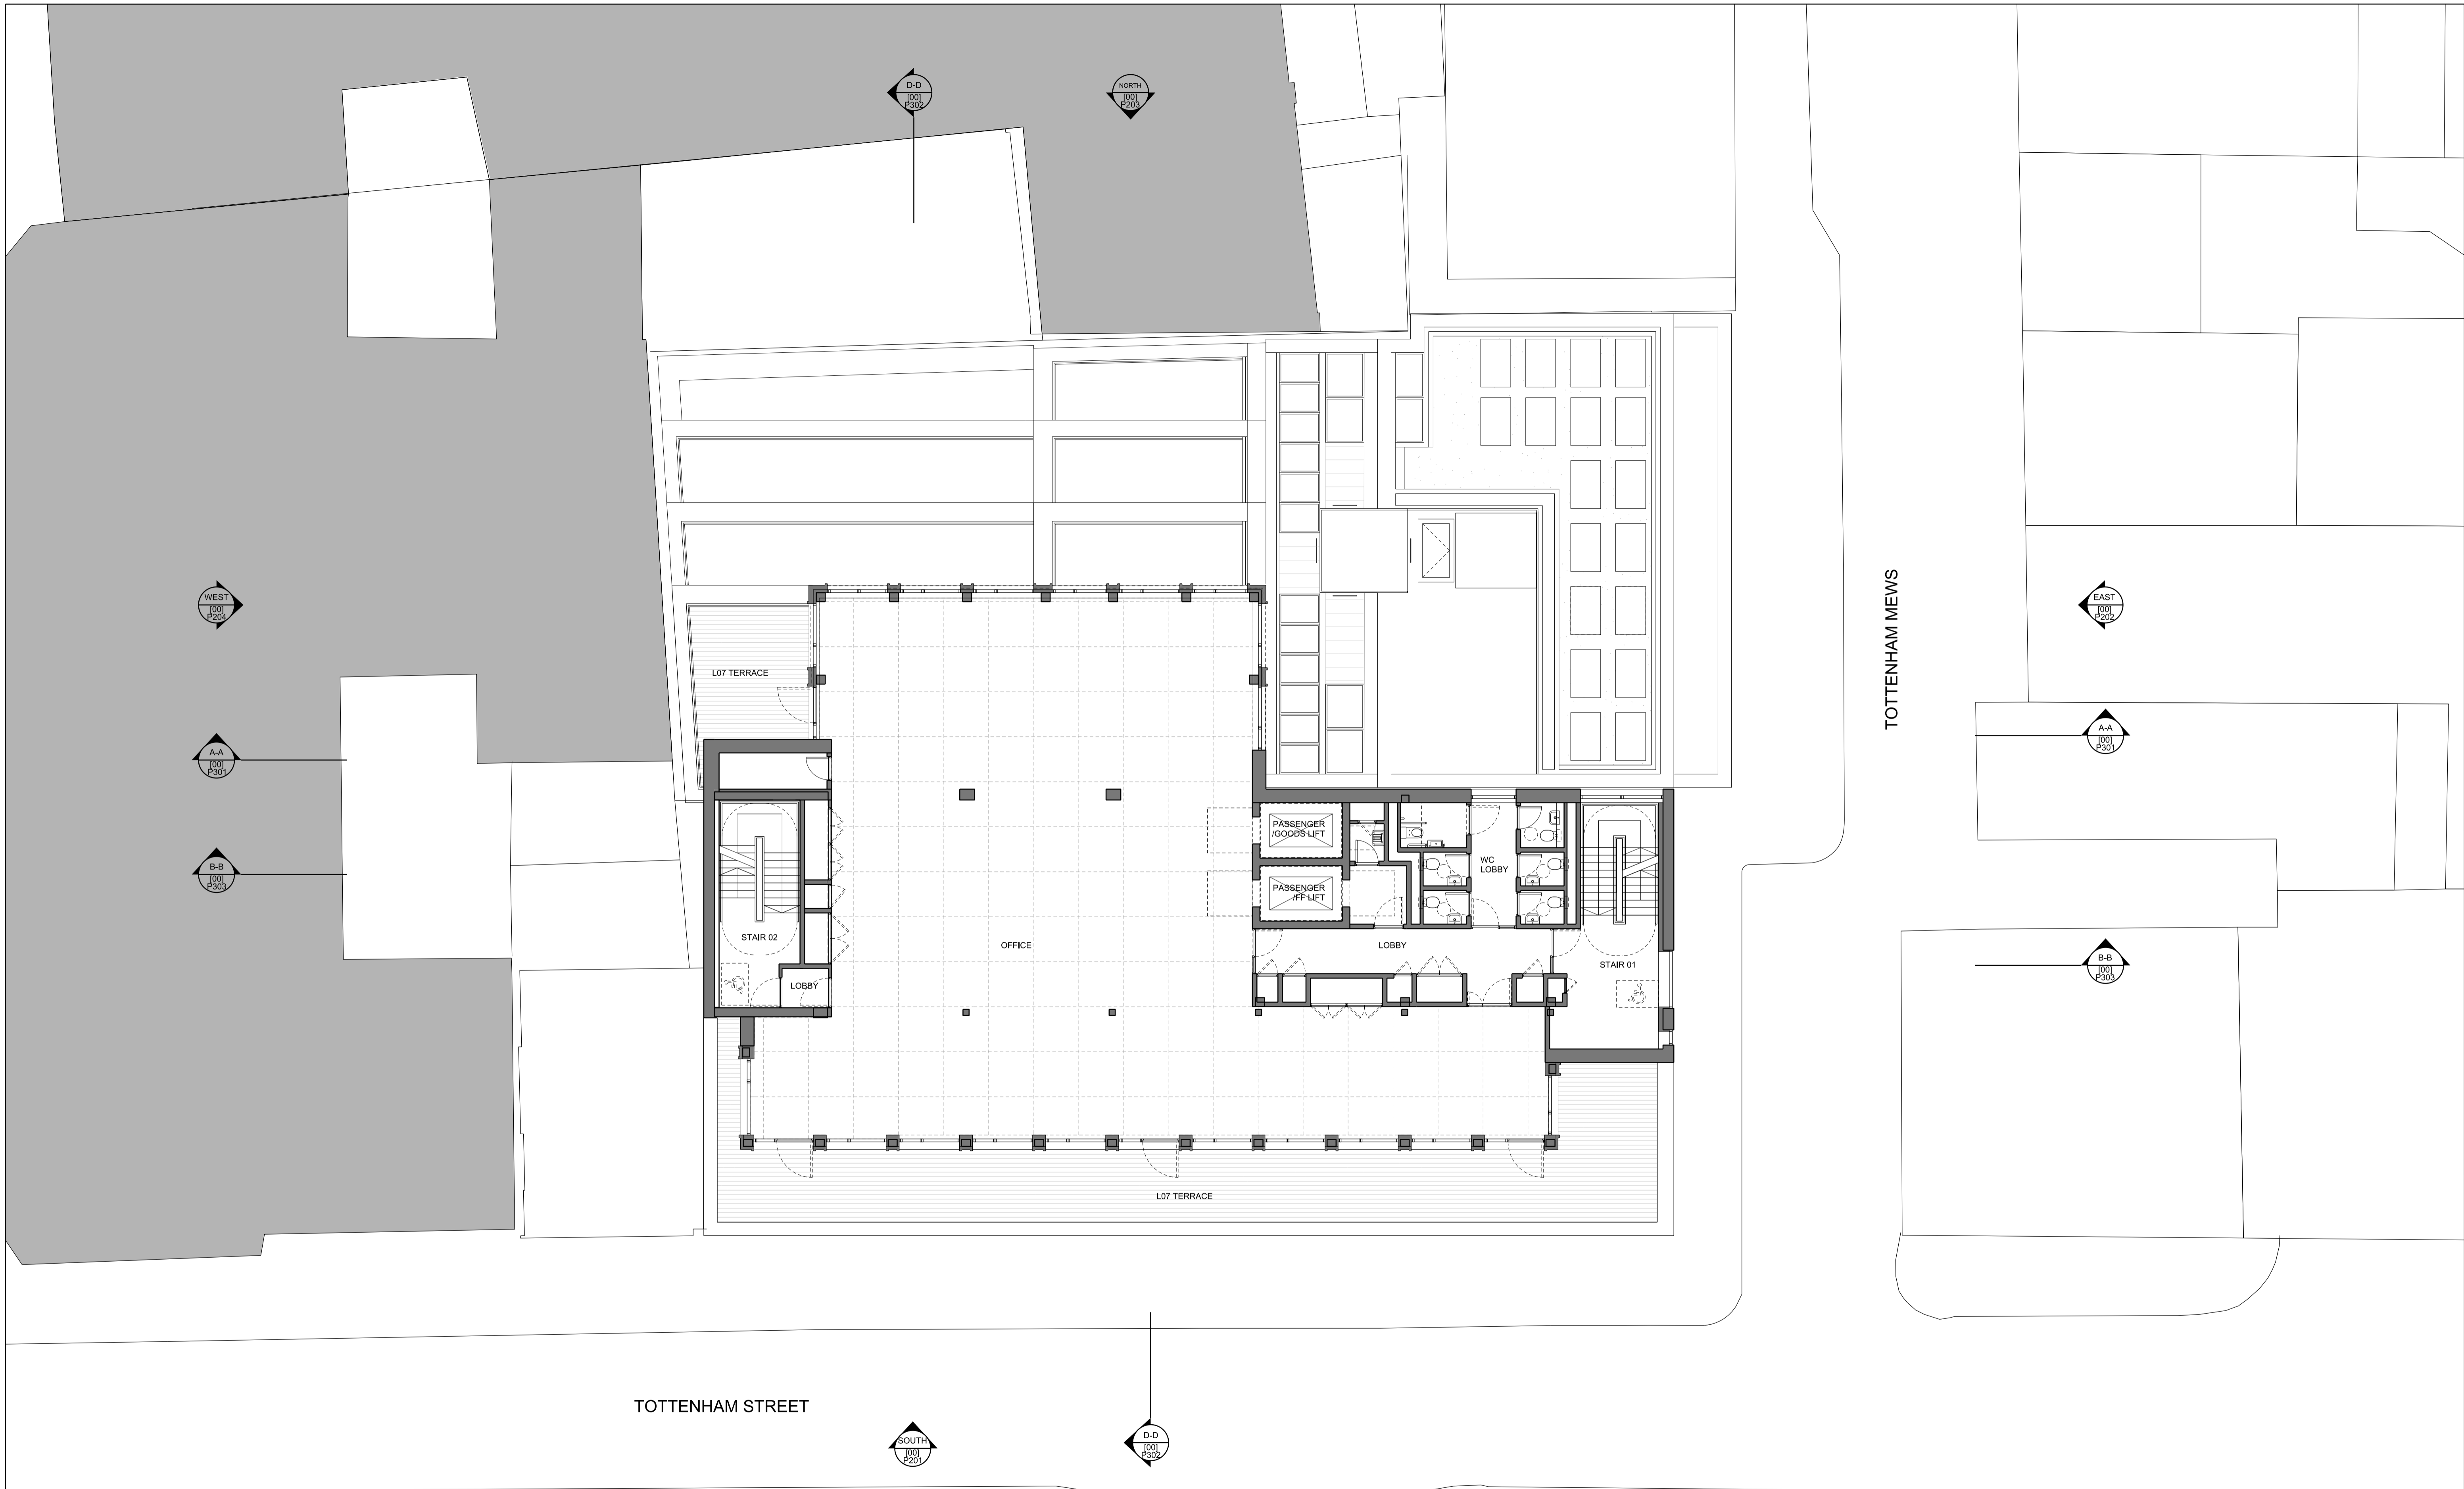 D-D
[00]
P302
NORTH
[00]
P203
WEST
[00]
P204
TOTTENHAM MEWS
EAST
[00]
P202
L07 TERRACE
A-A
[00]
P301
A-A
[00]
P301
PASSENGER
/GOODS LIFT
WC
LOBBY
B-B
[00]
P303
PASSENGER
/FF LIFT
STAIR 02
OFFICE
LOBBY
STAIR 01
B-B
[00]
P303
LOBBY
L07 TERRACE
TOTTENHAM STREET
SOUTH
[00]
P201
D-D
[00]
P302